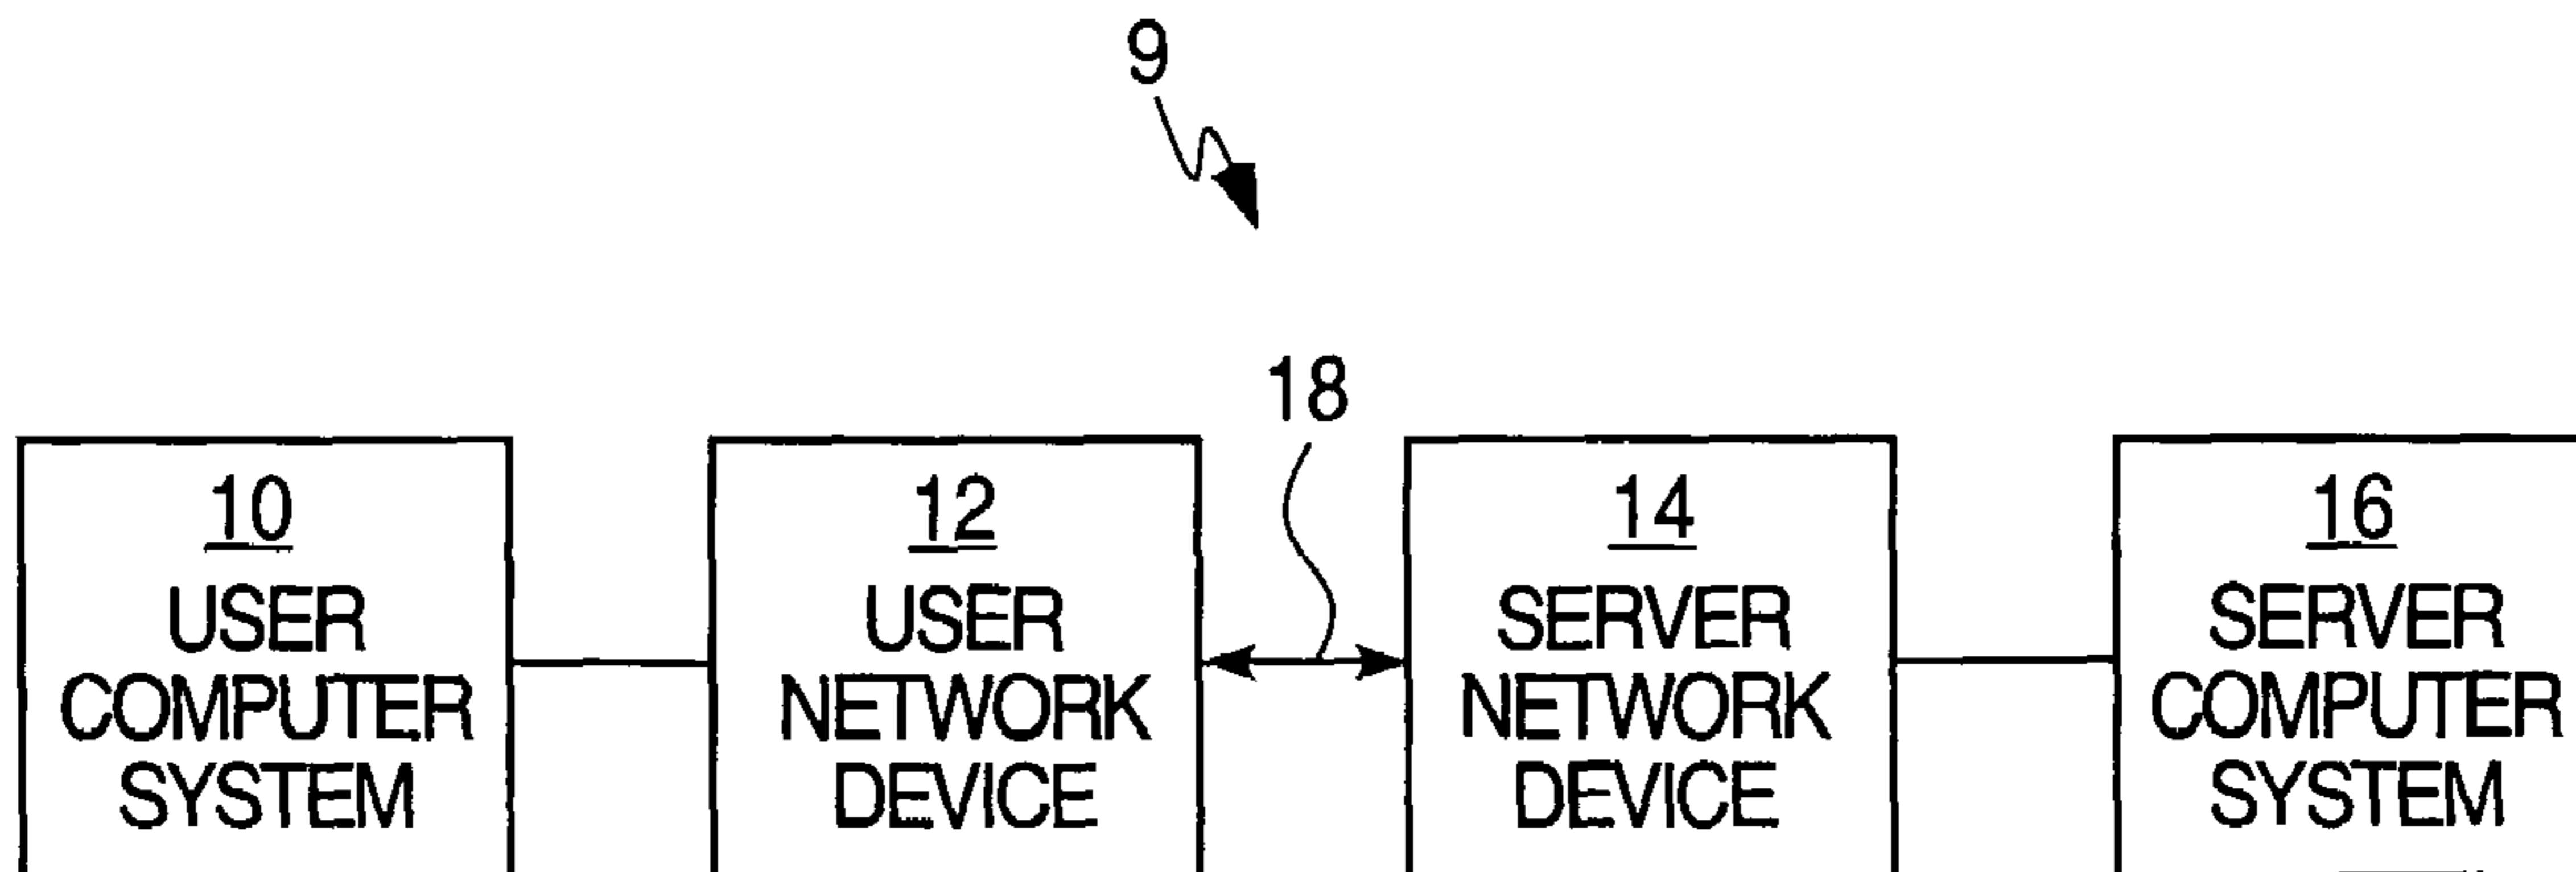 9
18
10
USER
COMPUTER
SYSTEM
12
USER
NETWORK
DEVICE
14
SERVER
NETWORK
DEVICE
16
SERVER
COMPUTER
SYSTEM